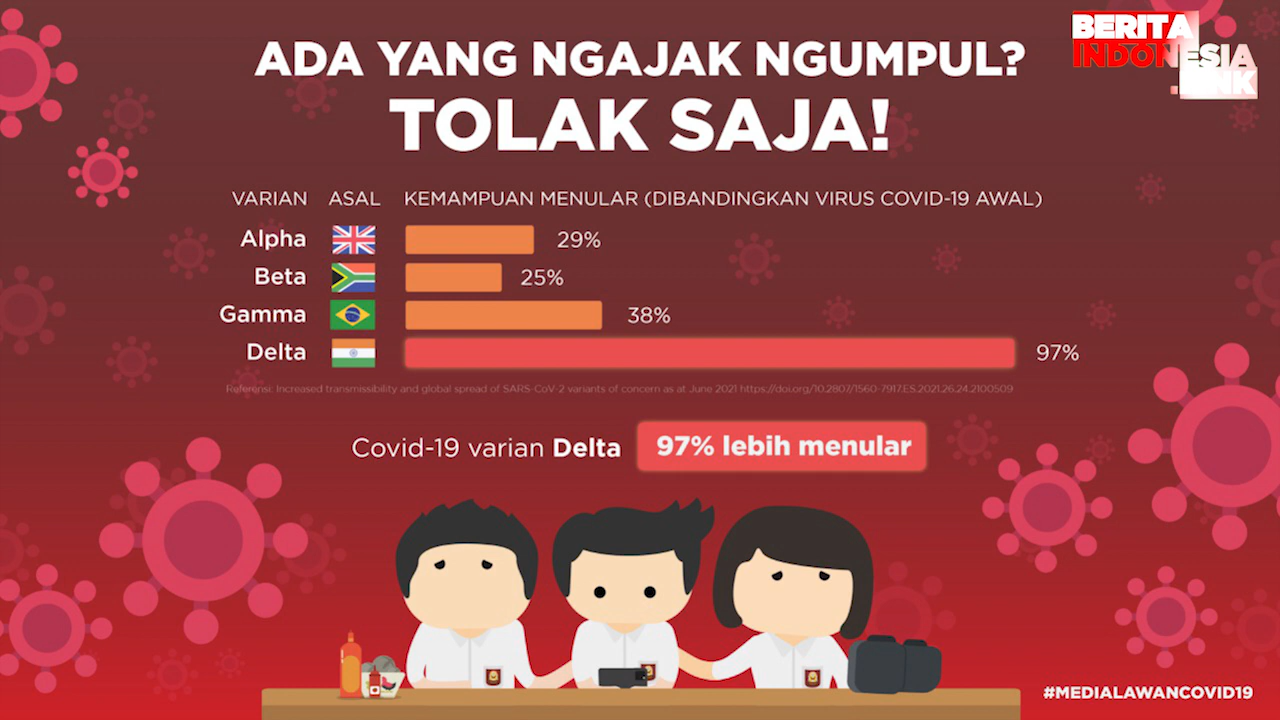 BERITA
INDONESIA
ADA YANG NGAJAK NGUMPUL?
TOLAK SAJA!
VARIAN ASAL KEMAMPUAN MENULAR (DIBANDINGKAN VIRUS COVID-19 AWAL)
Alpha 29%
Beta 25%
Gamma 38%
Delta 97%
Referensi: Increased transmissibility and global spread of SARS-CoV-2 variants of concern as at June 2021 https://doi.org/10.2807/1560-7917.ES.2021.26.24.2100509
Covid-19 varian Delta 97% lebih menular
#MEDIALAWANCOVID19